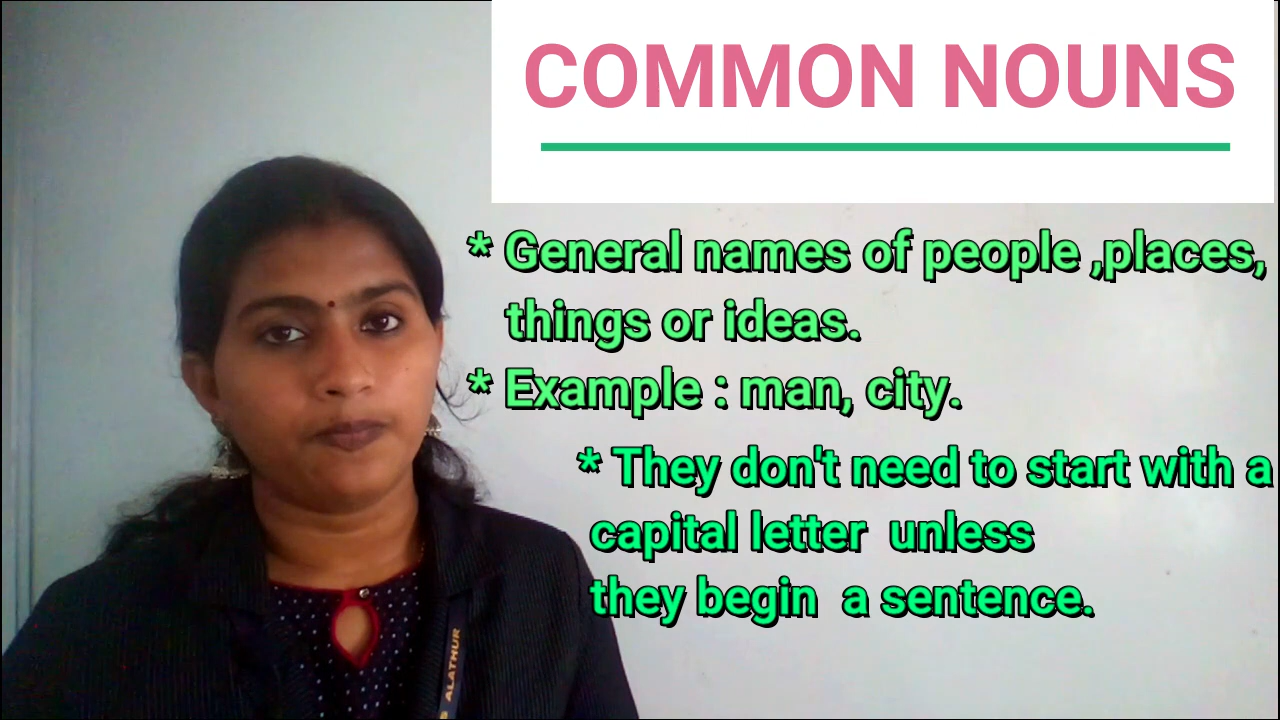 COMMON NOUNS
* General names of people ,places,
things or ideas.
* Example : man, city.
* They don't need to start with a
capital letter unless
they begin a sentence.
ALATHUR